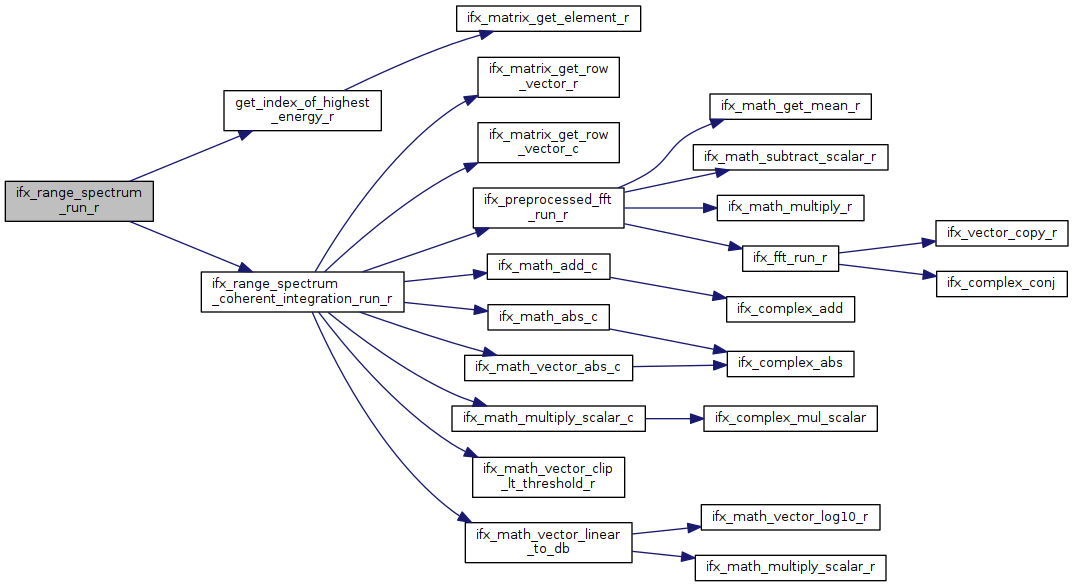 ifx_matrix_get_element_r
ifx_matrix_get_row
_vector_r
get_index_of_highest
_energy_r
ifx_math_get_mean_r
ifx_matrix_get_row
_vector_c
ifx_math_subtract_scalar_r
ifx_range_spectrum
_run_r
ifx_preprocessed_fft
_run_r
ifx_math_multiply_r
ifx_vector_copy_r
ifx_fft_run_r
ifx_math_add_c
ifx_complex_conj
ifx_range_spectrum
_coherent_integration_run_r
ifx_complex_add
ifx_math_abs_c
ifx_complex_abs
ifx_math_vector_abs_c
ifx_math_multiply_scalar_c
ifx_complex_mul_scalar
ifx_math_vector_clip
_lt_threshold_r
ifx_math_vector_log10_r
ifx_math_vector_linear
_to_db
ifx_math_multiply_scalar_r